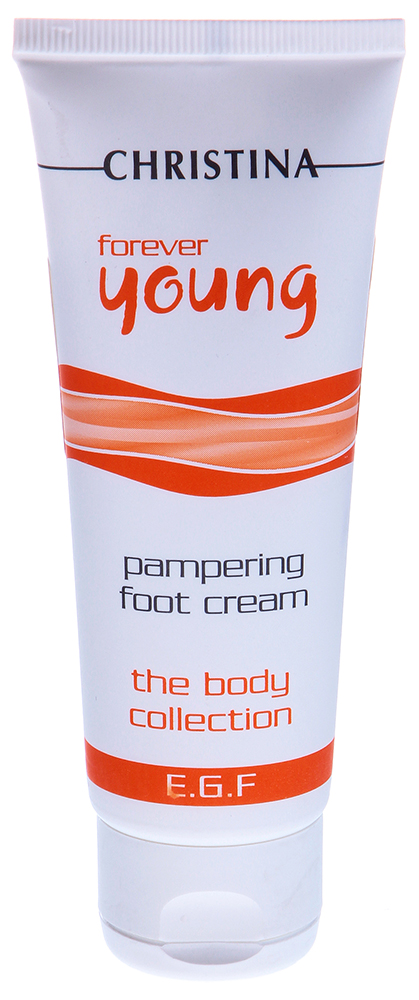 CHRISTINA
forever
young
pampering
foot cream
the body
collection
E.G.F